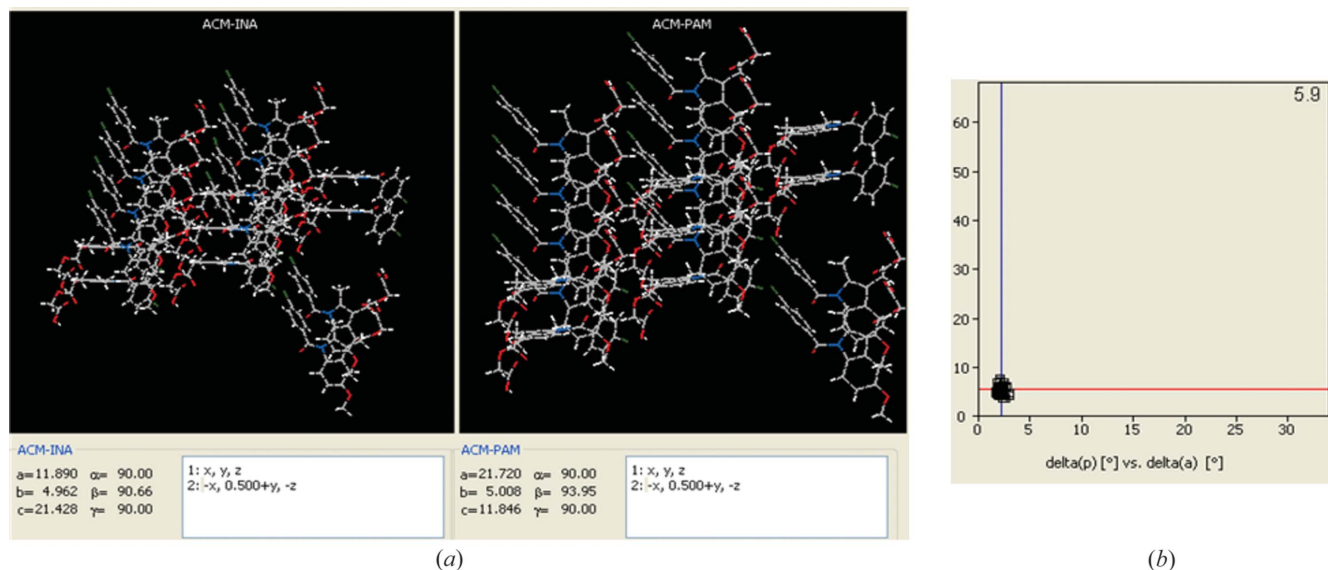 ACM-INA
ACM-PAM
ACM-INA
a=11.890 α= 90.00
b= 4.962 β= 90.66
c=21.428 γ= 90.00
1: x, y, z
2: -x, 0.500+y, -z
ACM-PAM
a=21.720 α= 90.00
b= 5.008 β= 93.95
c=11.846 γ= 90.00
1: x, y, z
2: -x, 0.500+y, -z
(a)
5.9
60
50
40
30
20
10
0
0 5 10 15 20 25 30
delta(p) [°] vs. delta(a) [°]
(b)